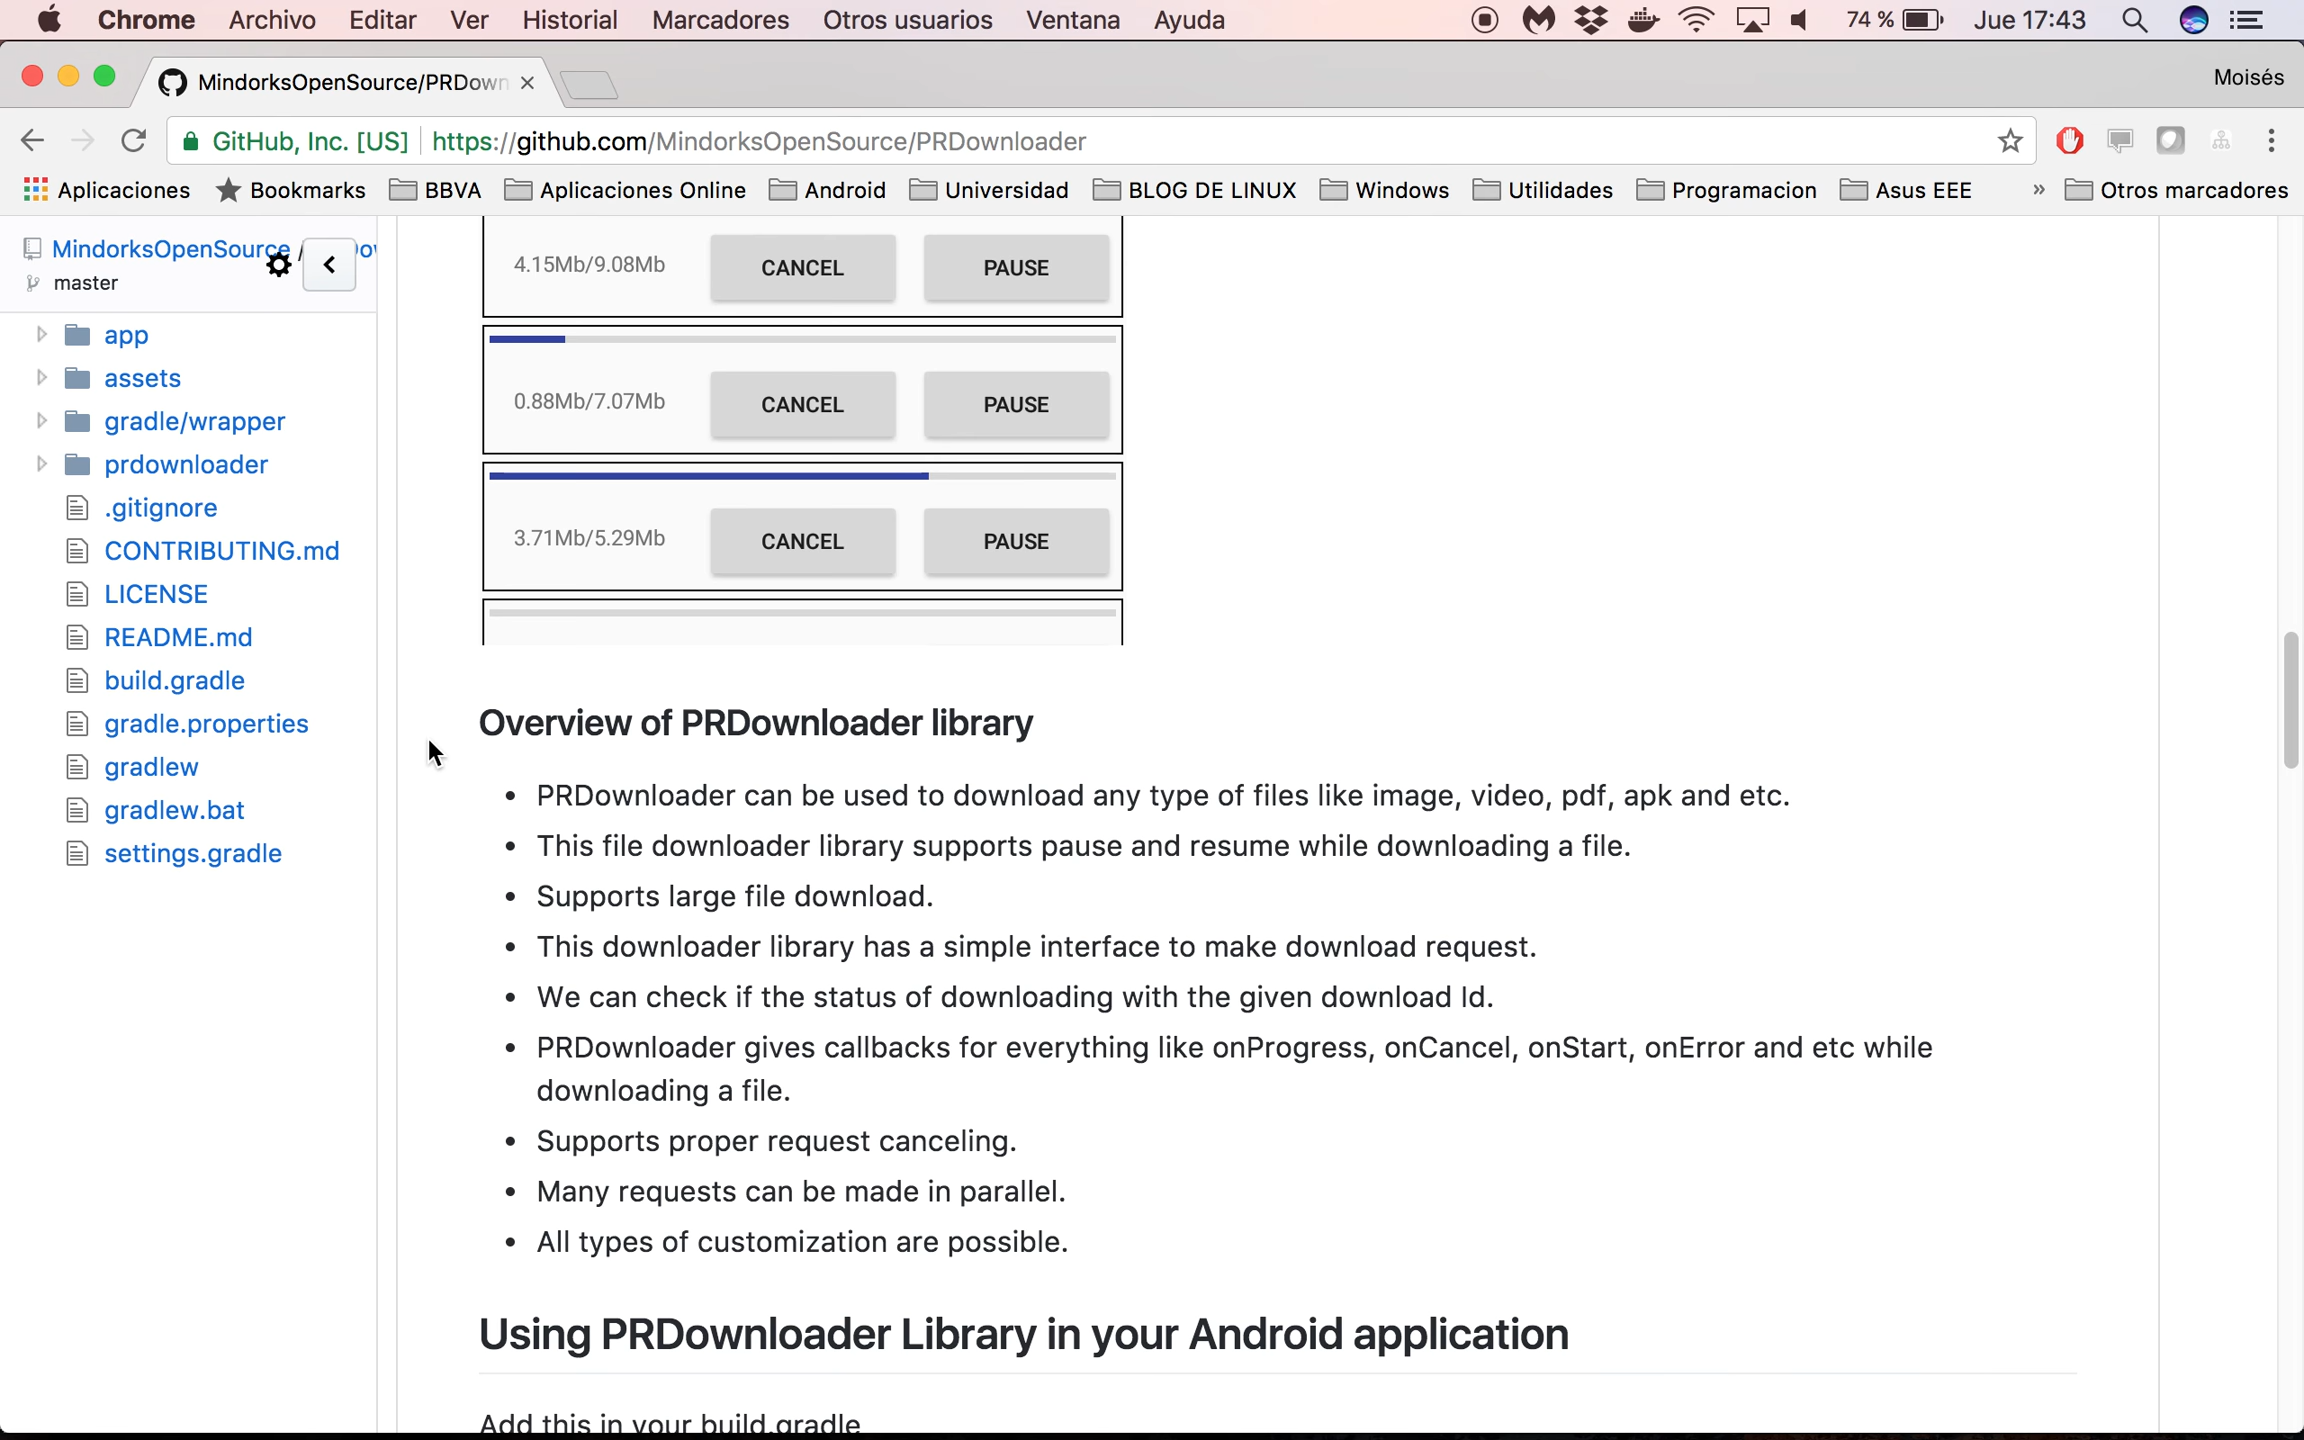 Chrome Archivo Editar Ver Historial Marcadores Otros usuarios Ventana Ayuda 74 % Jue 17:43
MindorksOpenSource/PRDown
Moisés
GitHub, Inc. [US] https://github.com/MindorksOpenSource/PRDownloader
Aplicaciones Bookmarks BBVA Aplicaciones Online Android Universidad BLOG DE LINUX Windows Utilidades Programacion Asus EEE » Otros marcadores
MindorksOpenSource /
master
app
assets
gradle/wrapper
prdownloader
.gitignore
CONTRIBUTING.md
LICENSE
README.md
build.gradle
gradle.properties
gradlew
gradlew.bat
settings.gradle
4.15Mb/9.08Mb CANCEL PAUSE
0.88Mb/7.07Mb CANCEL PAUSE
3.71Mb/5.29Mb CANCEL PAUSE
Overview of PRDownloader library
• PRDownloader can be used to download any type of files like image, video, pdf, apk and etc.
• This file downloader library supports pause and resume while downloading a file.
• Supports large file download.
• This downloader library has a simple interface to make download request.
• We can check if the status of downloading with the given download Id.
• PRDownloader gives callbacks for everything like onProgress, onCancel, onStart, onError and etc while
downloading a file.
• Supports proper request canceling.
• Many requests can be made in parallel.
• All types of customization are possible.
Using PRDownloader Library in your Android application
Add this in your build.gradle